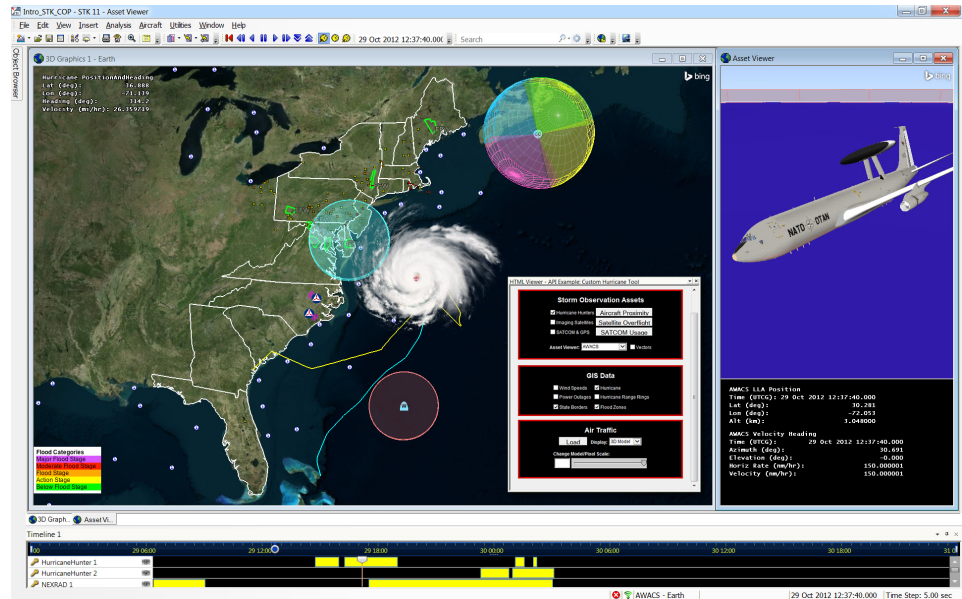 Intro_STK_COP - STK 11 - Asset Viewer
File Edit View Insert Analysis Aircraft Utilities Window Help
29 Oct 2012 12:37:40.000
Search
Object Browser
3D Graphics 1 - Earth
bing
Hurricane PositionAndHeading
Lat (deg): 36.888
Lon (deg): -71.139
Heading (deg): 314.2
Velocity (mi/hr): 26.359739
Flood Categories
Major Flood Stage
Moderate Flood Stage
Flood Stage
Action Stage
Below Flood Stage
HTML Viewer - API Example: Custom Hurricane Tool
Storm Observation Assets
Hurricane Hunters Aircraft Proximity
Imaging Satellites Satellite Overflight
SATCOM & GPS SATCOM Usage
Asset Viewer: AWACS Vectors
GIS Data
Wind Speeds Hurricane
Power Outages Hurricane Range Rings
State Borders Flood Zones
Air Traffic
Load Display: 3D Model
Change Model/Pixel Scale:
Asset Viewer
bing
NATO OTAN
AWACS LLA Position
Time (UTCG): 29 Oct 2012 12:37:40.000
Lat (deg): 30.281
Lon (deg): -72.053
Alt (km): 3.048000
AWACS Velocity Heading
Time (UTCG): 29 Oct 2012 12:37:40.000
Azimuth (deg): 30.691
Elevation (deg): -0.000
Horiz Rate (nm/hr): 150.000001
Velocity (nm/hr): 150.000001
3D Graph... Asset Vi...
Timeline 1
00 29 06:00 29 12:00 29 18:00 30 00:00 30 06:00 30 12:00 30 18:00 31 0
HurricaneHunter 1
HurricaneHunter 2
NEXRAD 1
AWACS - Earth 29 Oct 2012 12:37:40.000 Time Step: 5.00 sec